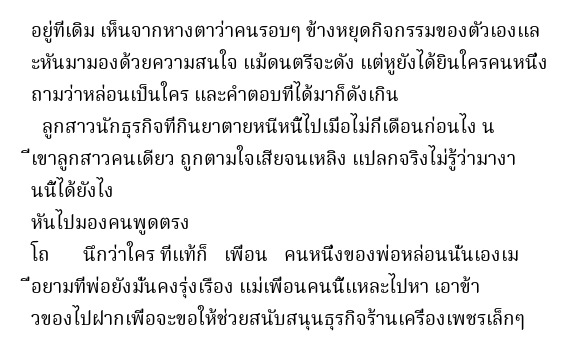 อยู่ที่เดิม เห็นจากหางตาว่าคนรอบๆ ข้างหยุดกิจกรรมของตัวเองแล
ะหันมามองด้วยความสนใจ แม้ดนตรีจะดัง แต่หูยังได้ยินใครคนหนึ่ง
ถามว่าหล่อนเป็นใคร และคำตอบที่ได้มาก็ดังเกิน
ลูกสาวนักธุรกิจที่กินยาตายหนีหนี้ไปเมื่อไม่กี่เดือนก่อนไง น
ี่เขาลูกสาวคนเดียว ถูกตามใจเสียจนเหลิง แปลกจริงไม่รู้ว่ามางา
นนี้ได้ยังไง
หันไปมองคนพูดตรง
โถ นึกว่าใคร ที่แท้ก็ เพื่อน คนหนึ่งของพ่อหล่อนนั่นเองเม
ื่อยามที่พ่อยังมั่นคงรุ่งเรือง แม่เพื่อนคนนี้แหละไปหา เอาข้า
วของไปฝากเพื่อจะขอให้ช่วยสนับสนุนธุรกิจร้านเครื่องเพชรเล็กๆ